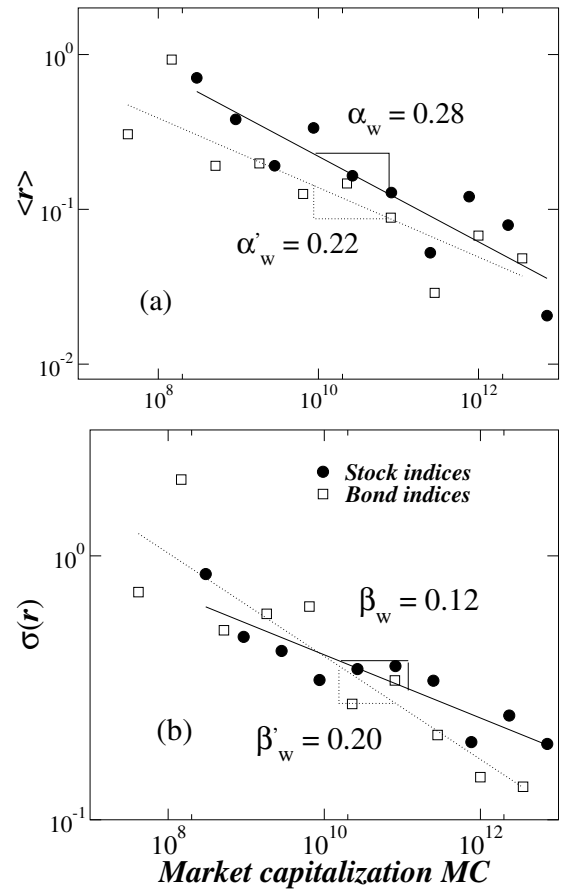 10^0
10^-1
10^-2
<r>
α_w = 0.28
α'_w = 0.22
(a)
10^8 10^10 10^12
Stock indices
Bond indices
10^0
10^-1
σ(r)
β_w = 0.12
β'_w = 0.20
(b)
10^8 10^10 10^12
Market capitalization MC